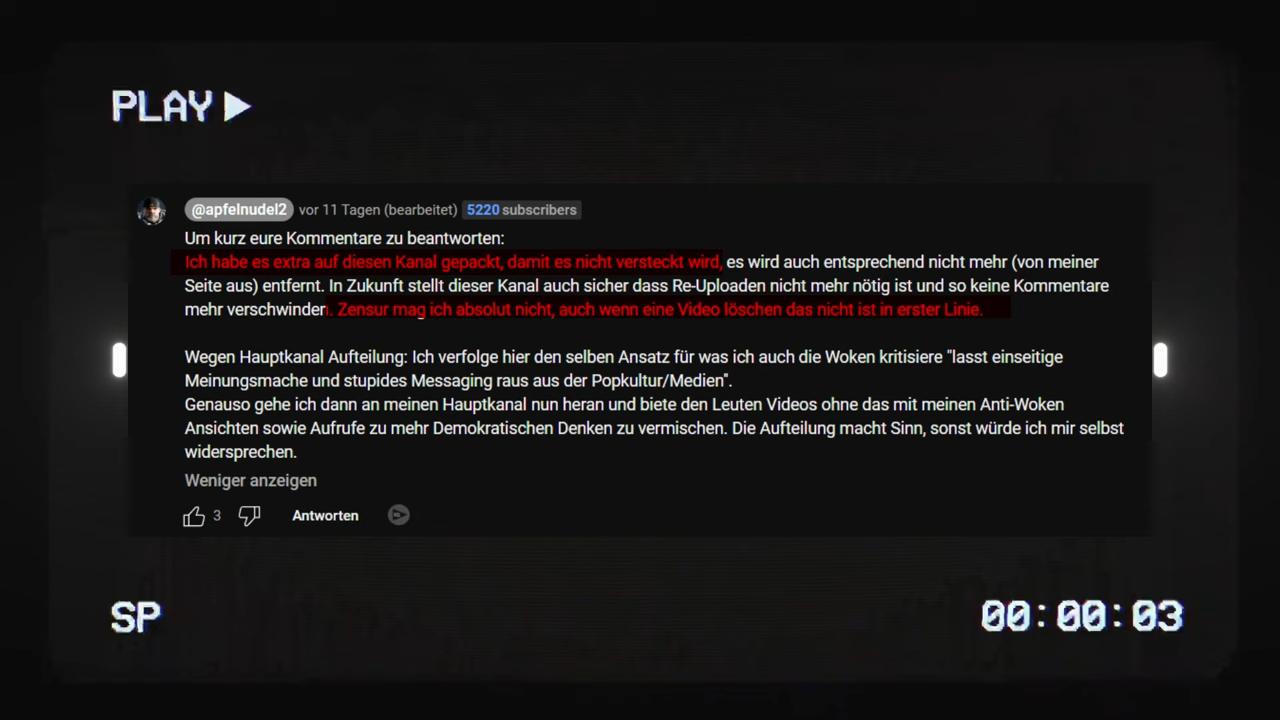 PLAY
@apfelnudel2 vor 11 Tagen (bearbeitet) 5220 subscribers
Um kurz eure Kommentare zu beantworten:
Ich habe es extra auf diesen Kanal gepackt, damit es nicht versteckt wird, es wird auch entsprechend nicht mehr (von meiner
Seite aus) entfernt. In Zukunft stellt dieser Kanal auch sicher dass Re-Uploaden nicht mehr nötig ist und so keine Kommentare
mehr verschwinden. Zensur mag ich absolut nicht, auch wenn eine Video löschen das nicht ist in erster Linie.
Wegen Hauptkanal Aufteilung: Ich verfolge hier den selben Ansatz für was ich auch die Woken kritisiere "lasst einseitige
Meinungsmache und stupides Messaging raus aus der Popkultur/Medien".
Genauso gehe ich dann an meinen Hauptkanal nun heran und biete den Leuten Videos ohne das mit meinen Anti-Woken
Ansichten sowie Aufrufe zu mehr Demokratischen Denken zu vermischen. Die Aufteilung macht Sinn, sonst würde ich mir selbst
widersprechen.
Weniger anzeigen
3 Antworten
SP 00:00:03